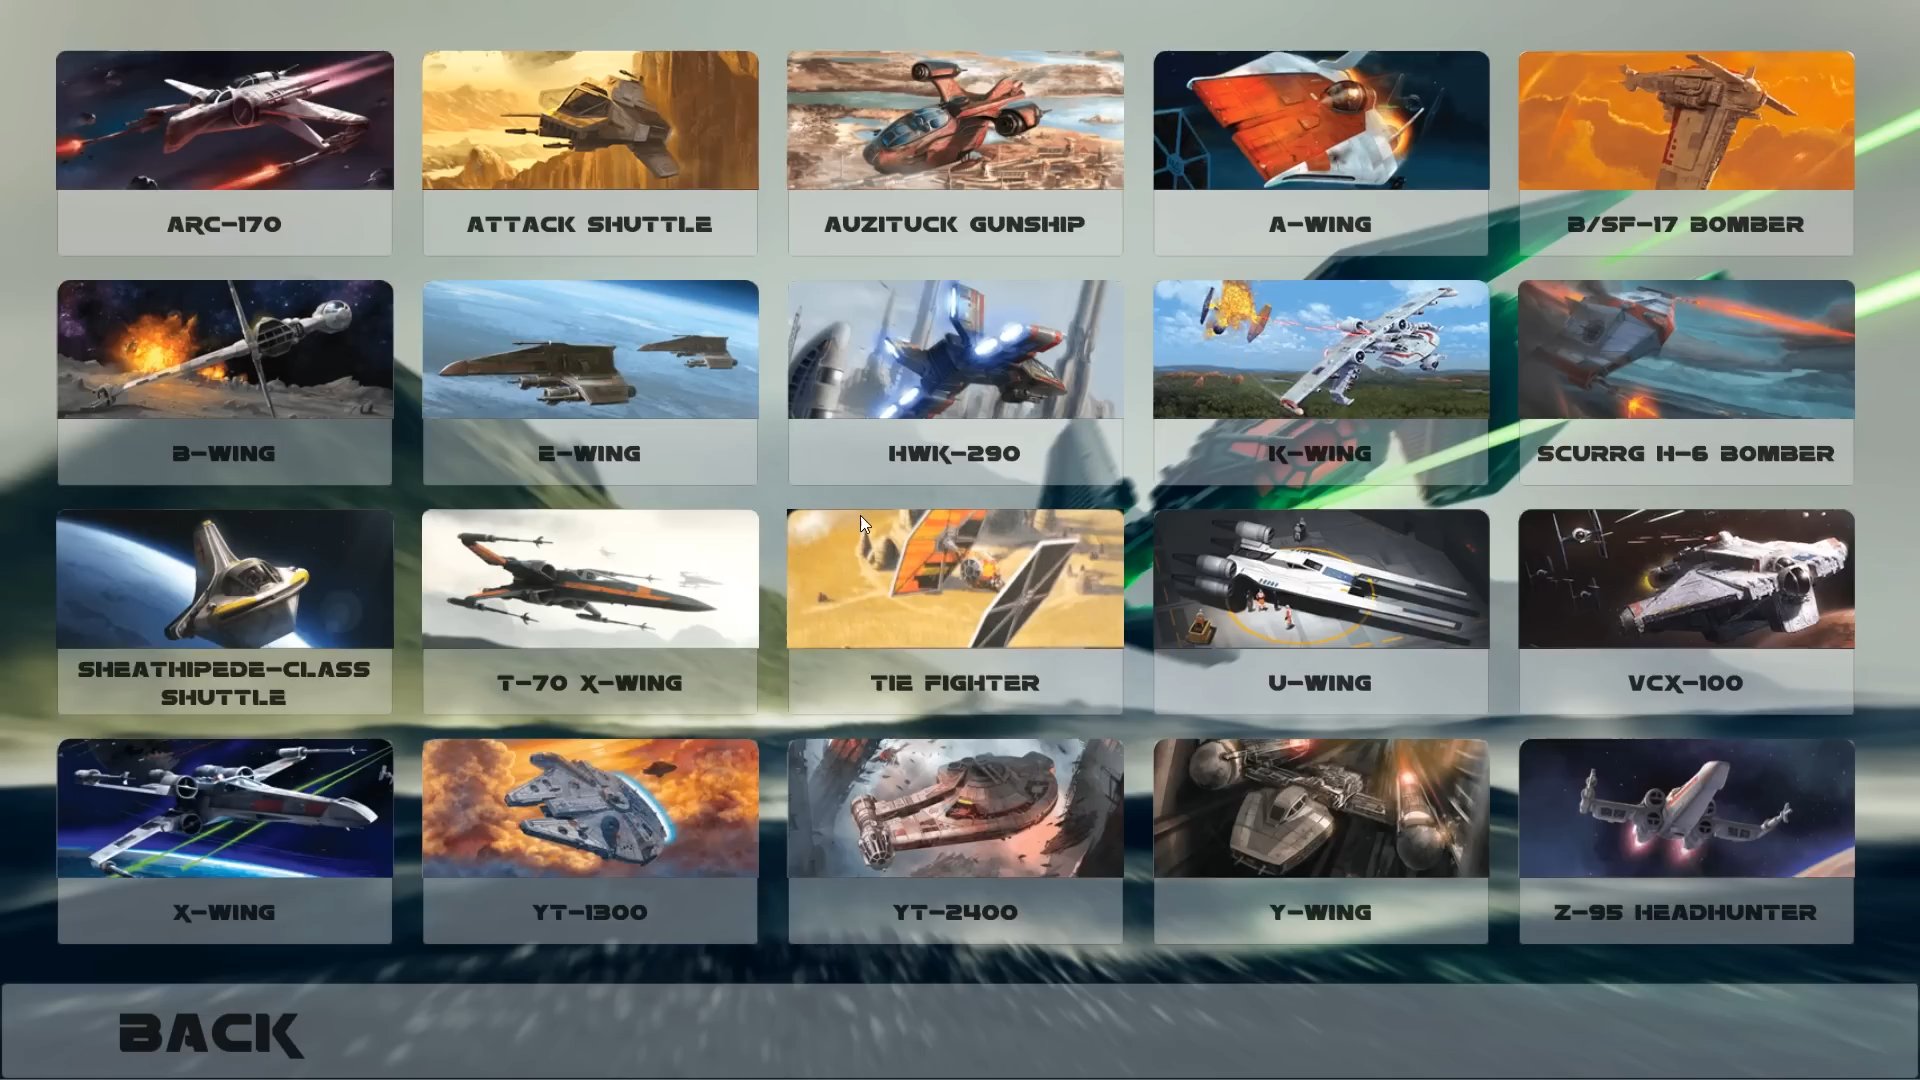 ARC-170
ATTACK SHUTTLE
AUZITUCK GUNSHIP
A-WING
B/SF-17 BOMBER
B-WING
E-WING
HWK-290
K-WING
SCURRG H-6 BOMBER
SHEATHIPEDE-CLASS
SHUTTLE
T-70 X-WING
TIE FIGHTER
U-WING
VCX-100
X-WING
YT-1300
YT-2400
Y-WING
Z-95 HEADHUNTER
BACK